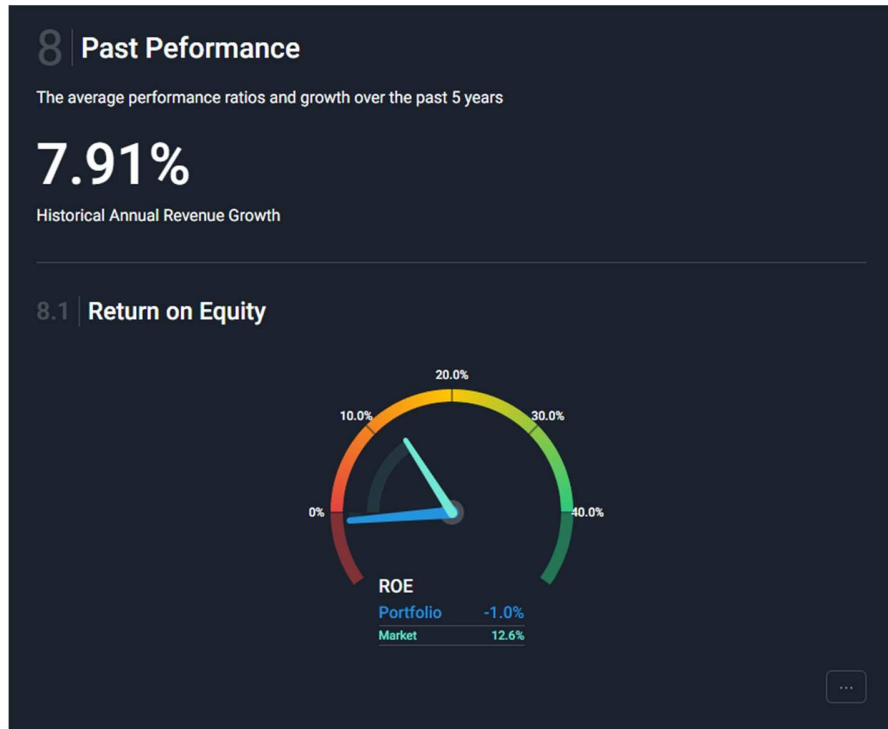 8 Past Peformance
The average performance ratios and growth over the past 5 years
7.91%
Historical Annual Revenue Growth
8.1 Return on Equity
20.0%
10.0% 30.0%
0% 40.0%
ROE
Portfolio -1.0%
Market 12.6%
...